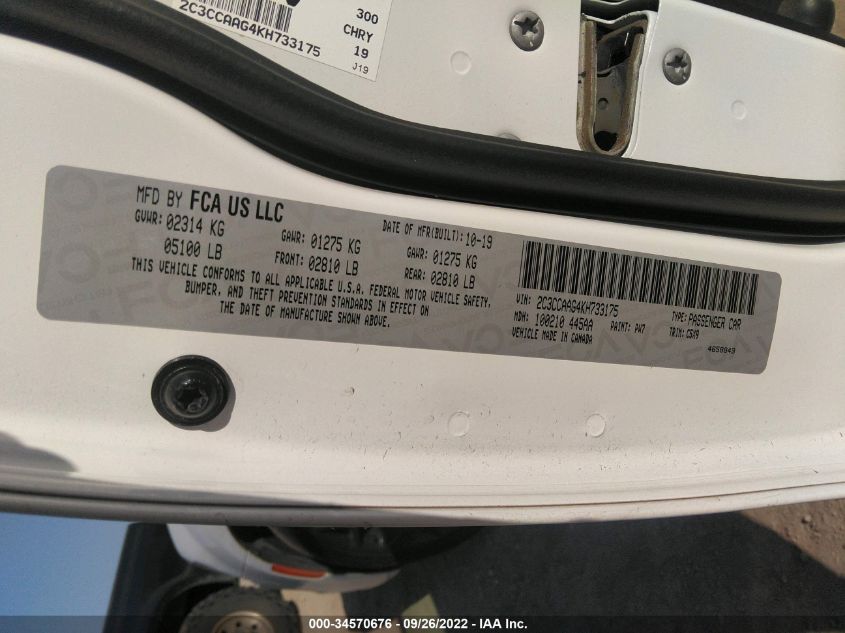 300
2C3CCAAG4KH733175 CHRY
19
J19
MFD BY FCA US LLC
DATE OF MFR(BUILT): 10-19
GVWR: 02314 KG GAWR: 01275 KG GAWR: 01275 KG
05100 LB FRONT: 02810 LB REAR: 02810 LB
THIS VEHICLE CONFORMS TO ALL APPLICABLE U.S.A. FEDERAL MOTOR VEHICLE SAFETY,
BUMPER, AND THEFT PREVENTION STANDARDS IN EFFECT ON
THE DATE OF MANUFACTURE SHOWN ABOVE.
VIN: 2C3CCAAG4KH733175 TYPE: PASSENGER CAR
MDH: 100210 445AA PAINT: PW7 TRIM: C5X9
VEHICLE MADE IN CANADA 4658849
000-34570676 - 09/26/2022 - IAA Inc.